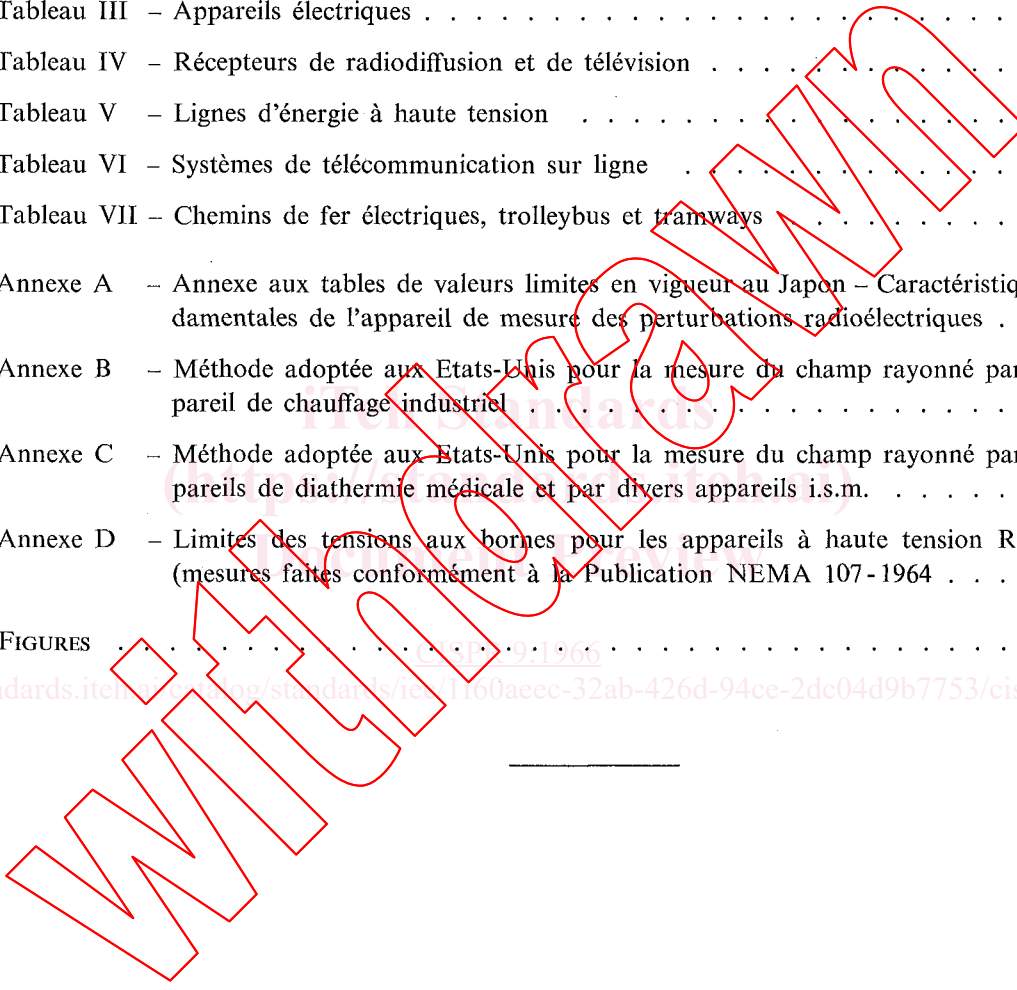 Tableau III – Appareils électriques . . . . . . . . . . . . . . . . . . . . . . .
Tableau IV – Récepteurs de radiodiffusion et de télévision . . . . . . . . . . . .
Tableau V – Lignes d'énergie à haute tension . . . . . . . . . . . . . . . . .
Tableau VI – Systèmes de télécommunication sur ligne . . . . . . . . . . . . .
Tableau VII – Chemins de fer électriques, trolleybus et tramways . . . . . . . . .
Annexe A – Annexe aux tables de valeurs limites en vigueur au Japon – Caractéristiq
damentales de l'appareil de mesure des perturbations radioélectriques .
Annexe B – Méthode adoptée aux Etats-Unis pour la mesure du champ rayonné par
pareil de chauffage industriel . . . . . . . . . . . . . . . . . . .
iTeh Standards
Annexe C – Méthode adoptée aux Etats-Unis pour la mesure du champ rayonné par
pareils de diathermie médicale et par divers appareils i.s.m. . . . . .
(https://standards.iteh.ai)
Annexe D – Limites des tensions aux bornes pour les appareils à haute tension R
Document Preview
(mesures faites conformément à la Publication NEMA 107-1964 . . .
FIGURES . . . . . . . . . . . . . . . . . . . . . . . . . . . . . . . . . . .
CISPR 9:1966
ndards.iteh.ai/catalog/standards/iec/1f60aeec-32ab-426d-94ce-2dc04d9b7753/cis
withdrawn